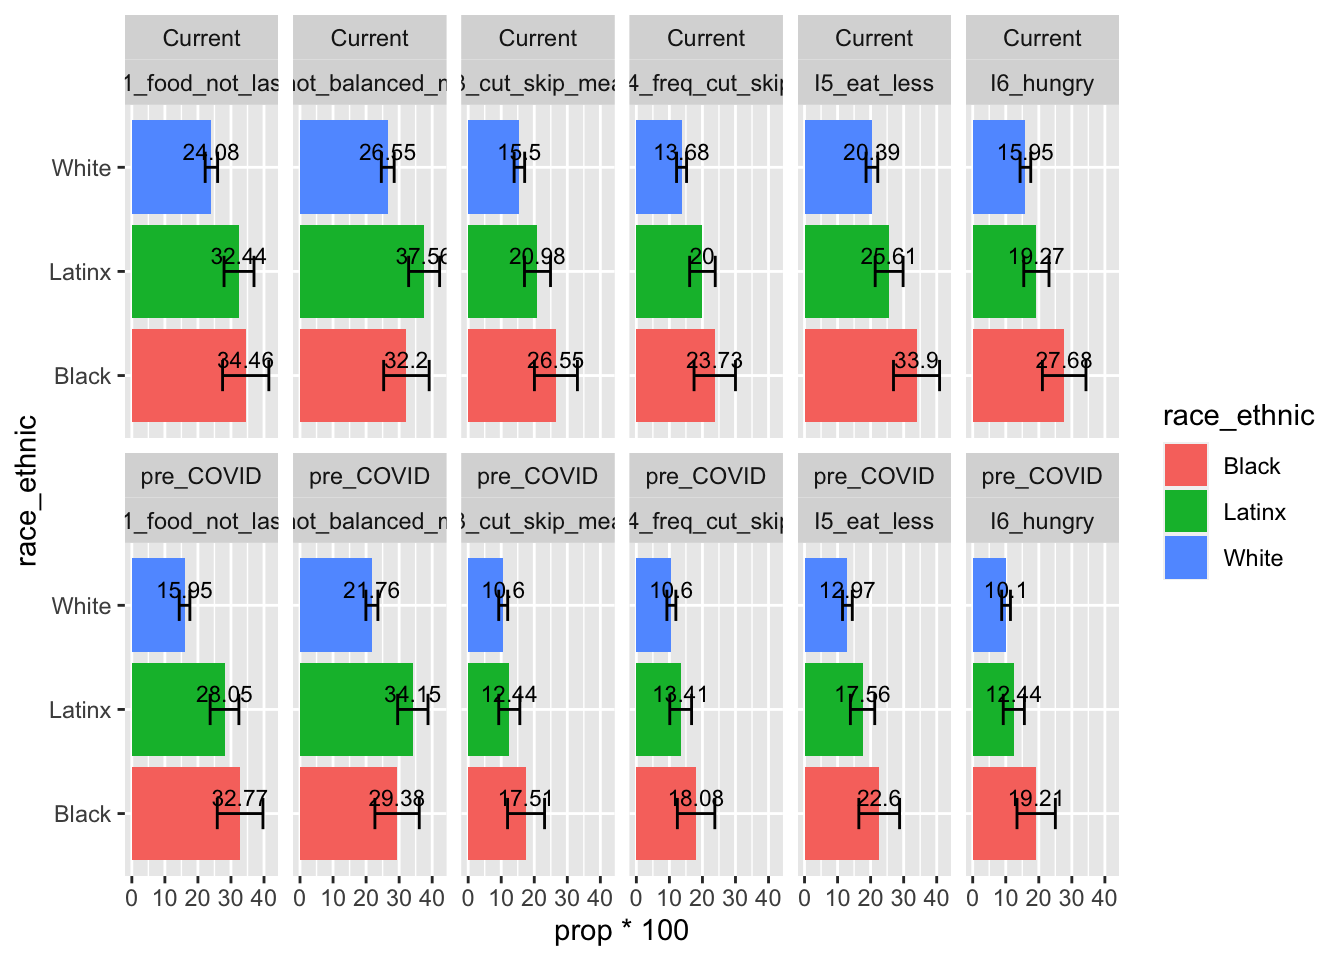 Current Current Current Current Current Current
1_food_not_las not_balanced_n 3_cut_skip_mea 4_freq_cut_skip I5_eat_less I6_hungry
White 24.08 26.55 15.5 13.68 20.39 15.95
Latinx 32.44 37.56 20.98 20 25.61 19.27
Black 34.46 32.2 26.55 23.73 33.9 27.68
pre_COVID pre_COVID pre_COVID pre_COVID pre_COVID pre_COVID
1_food_not_las not_balanced_n 3_cut_skip_mea 4_freq_cut_skip I5_eat_less I6_hungry
White 15.95 21.76 10.6 10.6 12.97 10.1
Latinx 28.05 34.15 12.44 13.41 17.56 12.44
Black 32.77 29.38 17.51 18.08 22.6 19.21
0 10 20 30 40 0 10 20 30 40 0 10 20 30 40 0 10 20 30 40 0 10 20 30 40 0 10 20 30 40
prop * 100
race_ethnic
race_ethnic
Black
Latinx
White